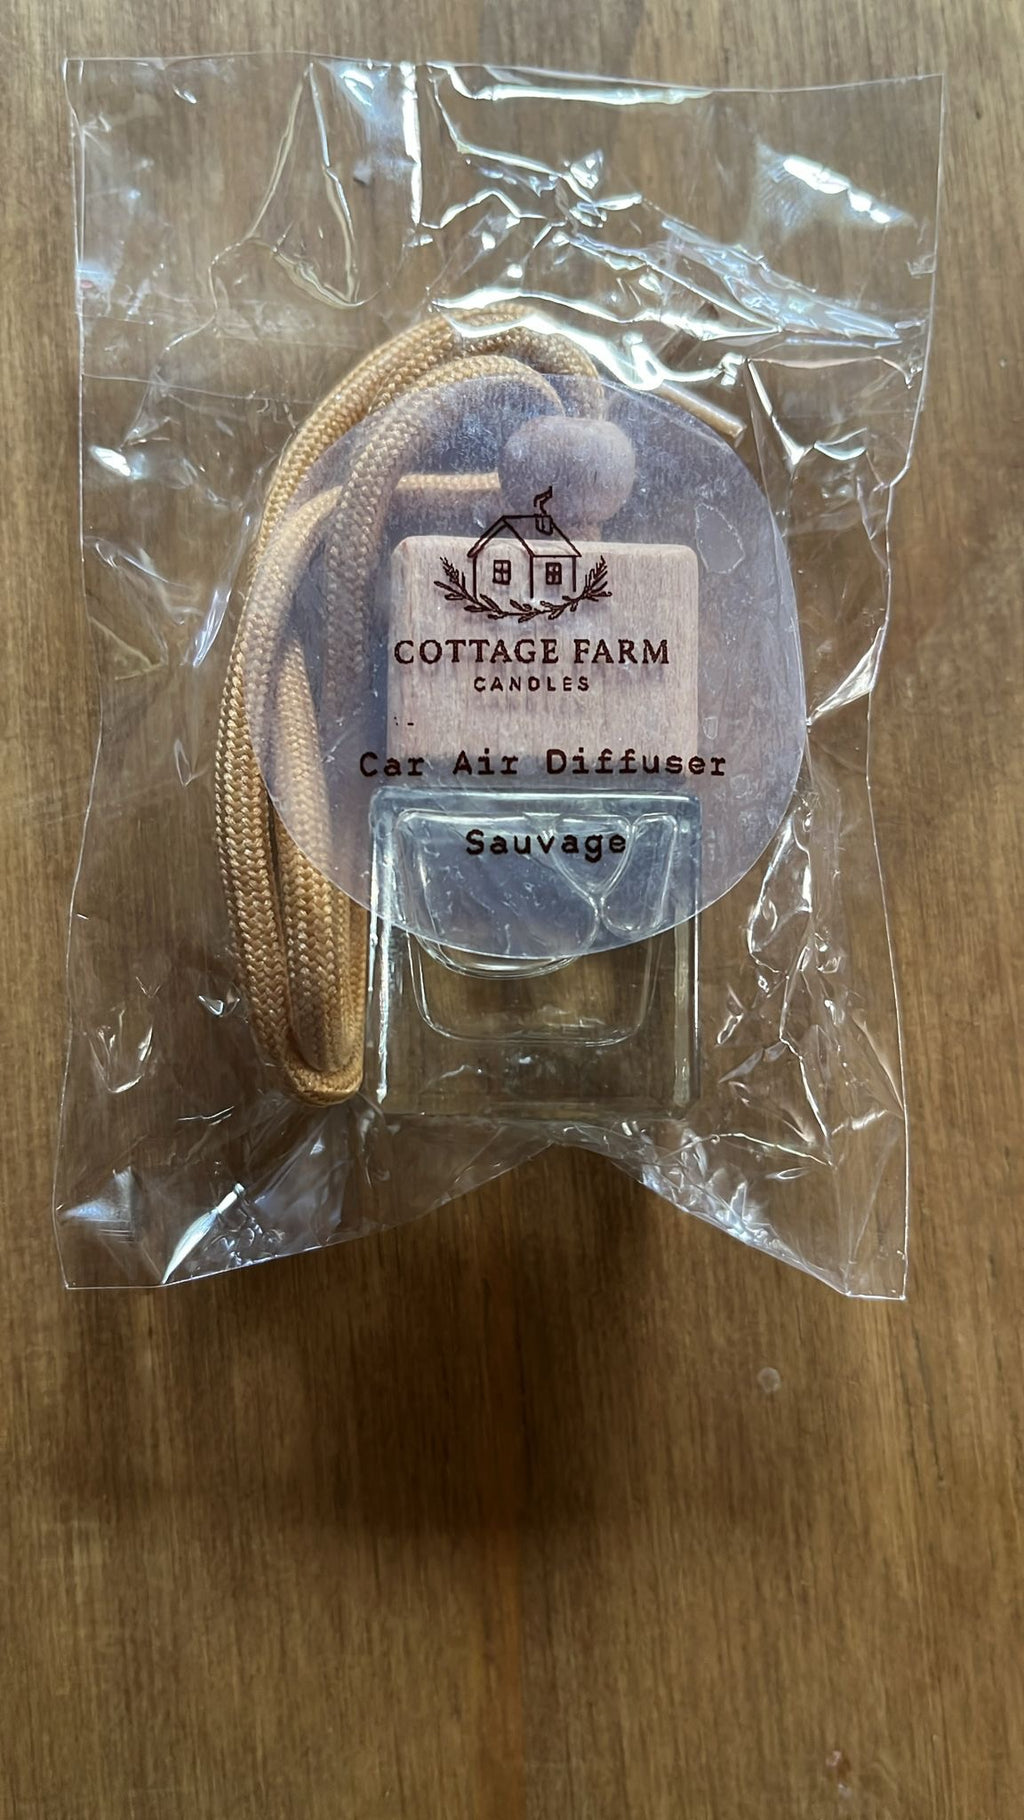 COTTAGE FARM
CANDLES
Car Air Diffuser
Sauvage